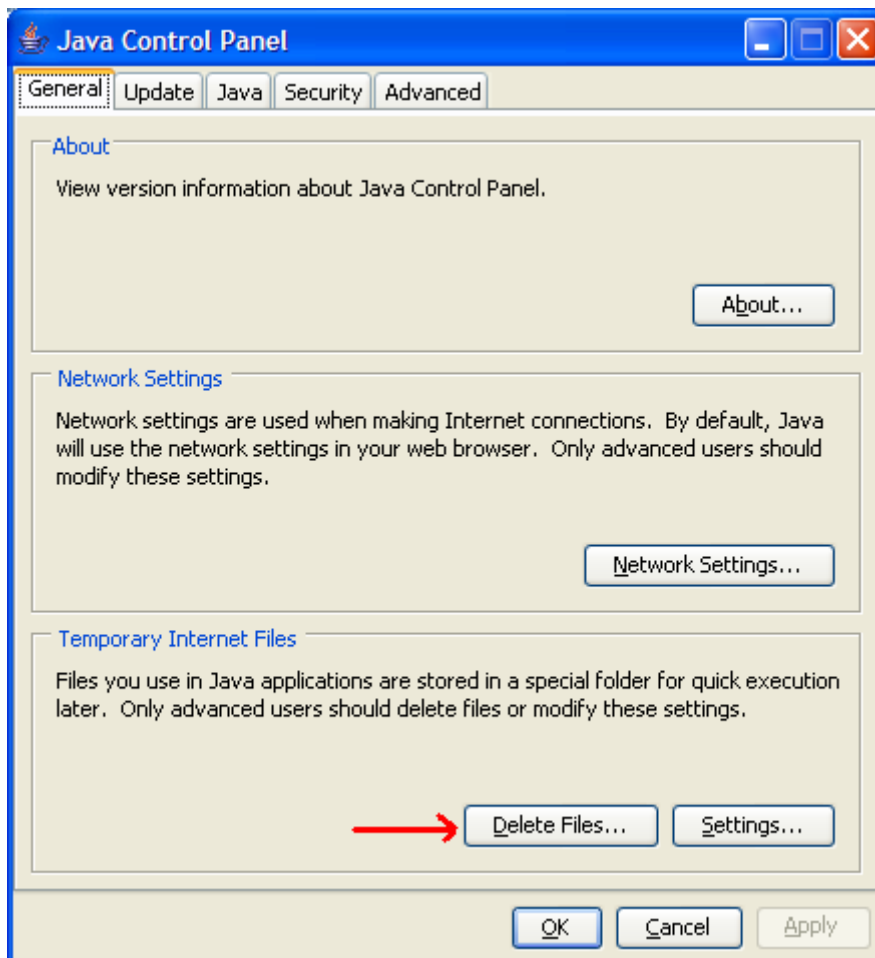 Java Control Panel
General Update Java Security Advanced
About
View version information about Java Control Panel.
About...
Network Settings
Network settings are used when making Internet connections.  By default, Java
will use the network settings in your web browser.  Only advanced users should
modify these settings.
Network Settings...
Temporary Internet Files
Files you use in Java applications are stored in a special folder for quick execution
later.  Only advanced users should delete files or modify these settings.
Delete Files... Settings...
OK Cancel Apply